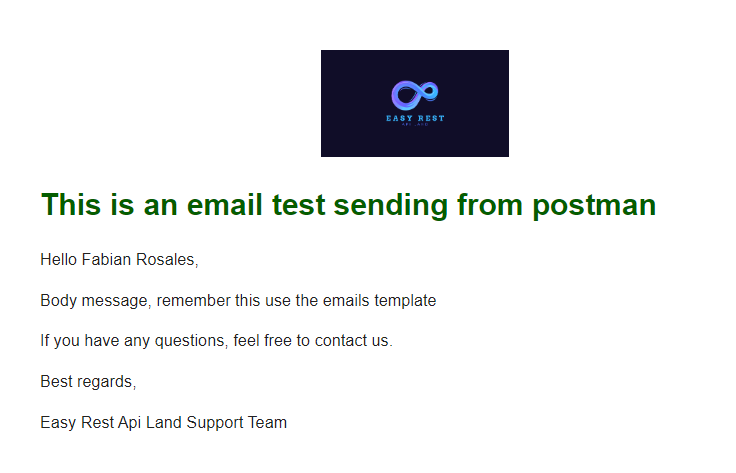 EASY REST
API LAND
This is an email test sending from postman
Hello Fabian Rosales,
Body message, remember this use the emails template
If you have any questions, feel free to contact us.
Best regards,
Easy Rest Api Land Support Team